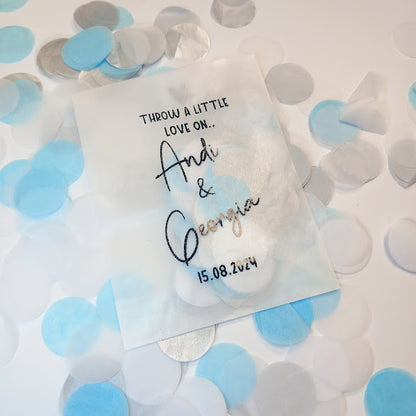 THROW A LITTLE
LOVE ON..
Andi
&
Georgia
15.08.2024